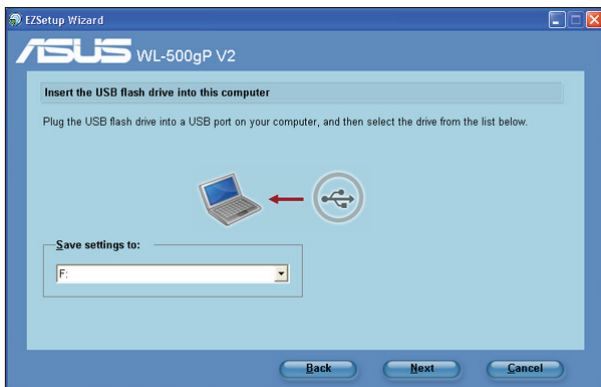 EZSetup Wizard
ASUS WL-500gP V2
Insert the USB flash drive into this computer
Plug the USB flash drive into a USB port on your computer, and then select the drive from the list below.
Save settings to:
F:
Back Next Cancel